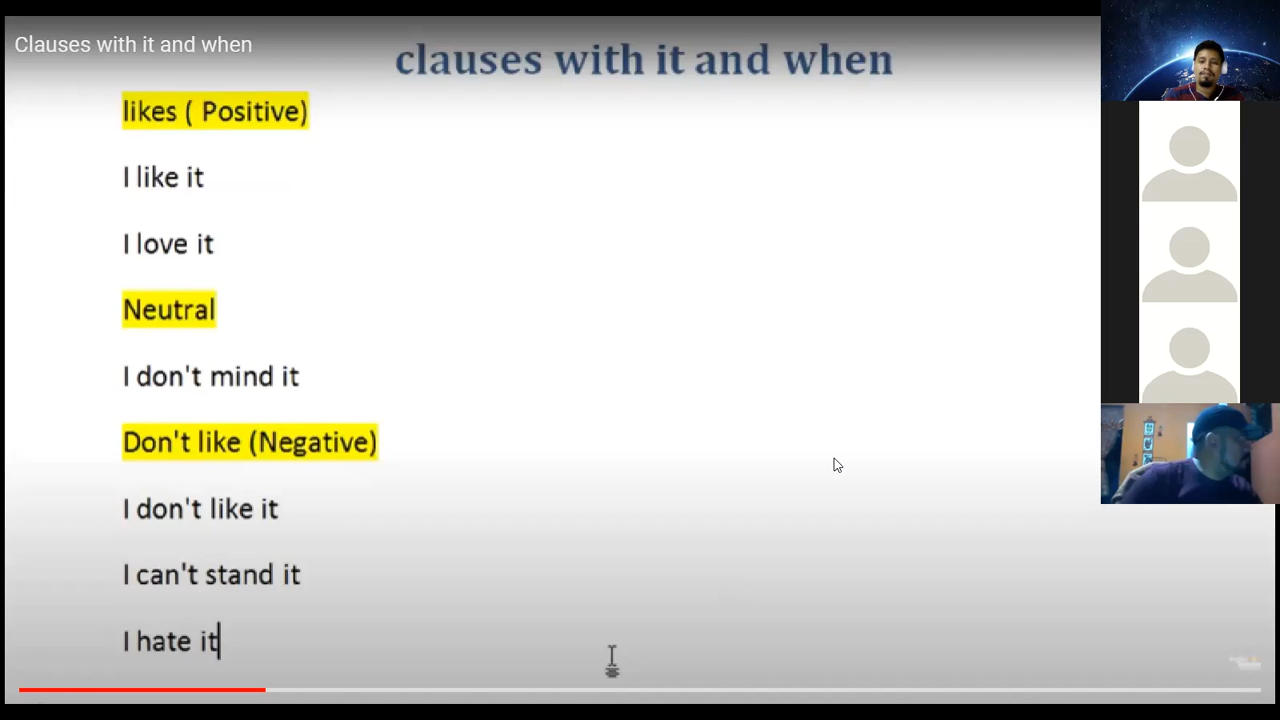 Clauses with it and when
clauses with it and when
likes ( Positive)
I like it
I love it
Neutral
I don't mind it
Don't like (Negative)
I don't like it
I can't stand it
I hate it